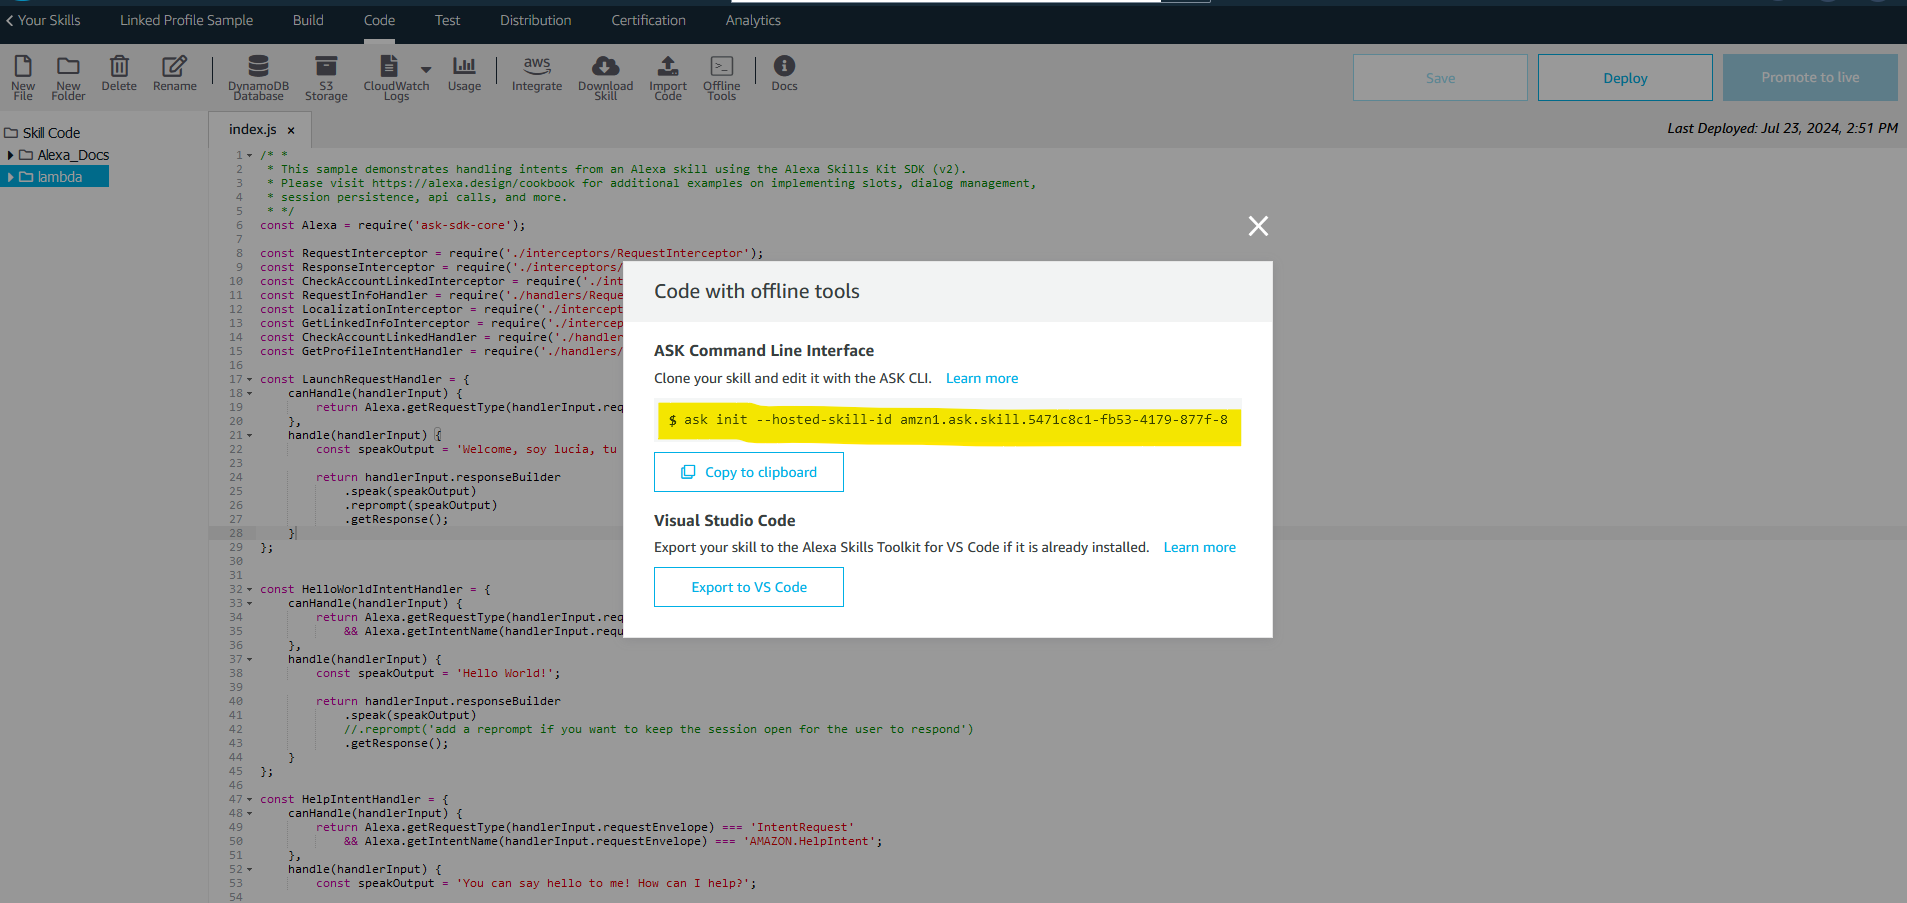 Your Skills Linked Profile Sample Build Code Test Distribution Certification Analytics
New File New Folder Delete Rename DynamoDB Database S3 Storage CloudWatch Logs Usage aws Integrate Download Skill Import Code Offline Tools Docs Save Deploy Promote to live
Last Deployed: Jul 23, 2024, 2:51 PM
Skill Code
Alexa_Docs
lambda
index.js ×
1 /* *
2 * This sample demonstrates handling intents from an Alexa skill using the Alexa Skills Kit SDK (v2).
3 * Please visit https://alexa.design/cookbook for additional examples on implementing slots, dialog management,
4 * session persistence, api calls, and more.
5 * */
6 const Alexa = require('ask-sdk-core');
7
8 const RequestInterceptor = require('./interceptors/RequestInterceptor');
9 const ResponseInterceptor = require('./interceptors/
10 const CheckAccountLinkedInterceptor = require('./int
11 const RequestInfoHandler = require('./handlers/Reque
12 const LocalizationInterceptor = require('./intercept
13 const GetLinkedInfoInterceptor = require('./intercep
14 const CheckAccountLinkedHandler = require('./handler
15 const GetProfileIntentHandler = require('./handlers/
16
17 const LaunchRequestHandler = {
18 canHandle(handlerInput) {
19 return Alexa.getRequestType(handlerInput.req
20 },
21 handle(handlerInput) {
22 const speakOutput = 'Welcome, soy lucia, tu
23
24 return handlerInput.responseBuilder
25 .speak(speakOutput)
26 .reprompt(speakOutput)
27 .getResponse();
28 }
29 };
30
31
32 const HelloWorldIntentHandler = {
33 canHandle(handlerInput) {
34 return Alexa.getRequestType(handlerInput.req
35 && Alexa.getIntentName(handlerInput.requ
36 },
37 handle(handlerInput) {
38 const speakOutput = 'Hello World!';
39
40 return handlerInput.responseBuilder
41 .speak(speakOutput)
42 //.reprompt('add a reprompt if you want to keep the session open for the user to respond')
43 .getResponse();
44 }
45 };
46
47 const HelpIntentHandler = {
48 canHandle(handlerInput) {
49 return Alexa.getRequestType(handlerInput.requestEnvelope) === 'IntentRequest'
50 && Alexa.getIntentName(handlerInput.requestEnvelope) === 'AMAZON.HelpIntent';
51 },
52 handle(handlerInput) {
53 const speakOutput = 'You can say hello to me! How can I help?';
54
Code with offline tools
ASK Command Line Interface
Clone your skill and edit it with the ASK CLI. Learn more
$ ask init --hosted-skill-id amzn1.ask.skill.5471c8c1-fb53-4179-877f-8
Copy to clipboard
Visual Studio Code
Export your skill to the Alexa Skills Toolkit for VS Code if it is already installed. Learn more
Export to VS Code